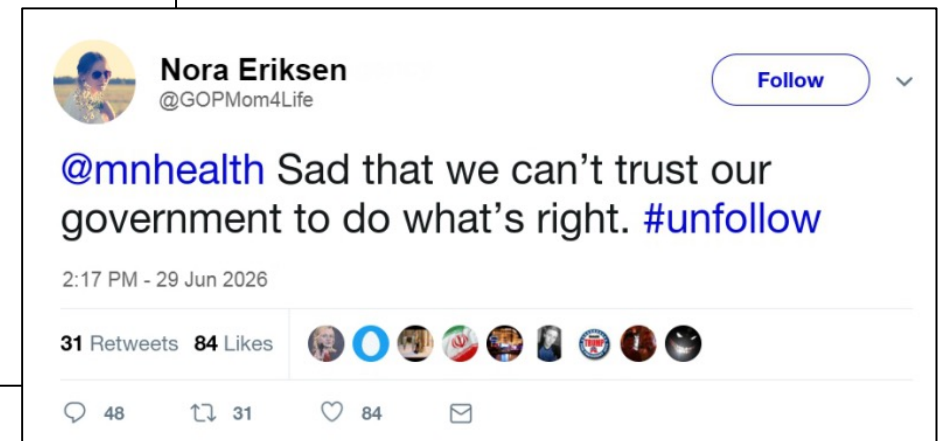 Nora Eriksen
@GOPMom4Life
Follow
@mnhealth Sad that we can’t trust our
government to do what’s right. #unfollow
2:17 PM - 29 Jun 2026
31 Retweets 84 Likes
TRUMP
48 31 84